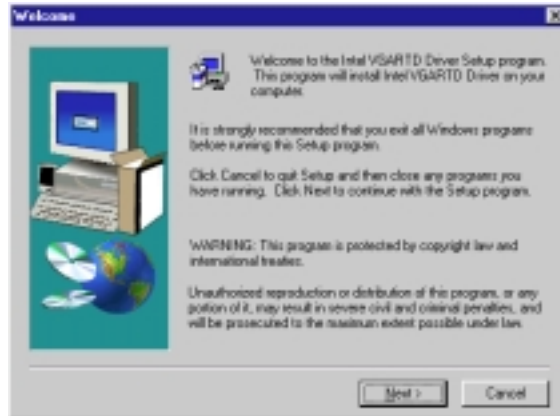 Welcome
Welcome to the Intel VGARTD Driver Setup program.
This program will install Intel VGARTD Driver on your
computer.
It is strongly recommended that you exit all Windows programs
before running this Setup program.
Click Cancel to quit Setup and then close any programs you
have running. Click Next to continue with the Setup program.
WARNING: This program is protected by copyright law and
international treaties.
Unauthorized reproduction or distribution of this program, or any
portion of it, may result in severe civil and criminal penalties, and
will be prosecuted to the maximum extent possible under law.
Next >
Cancel